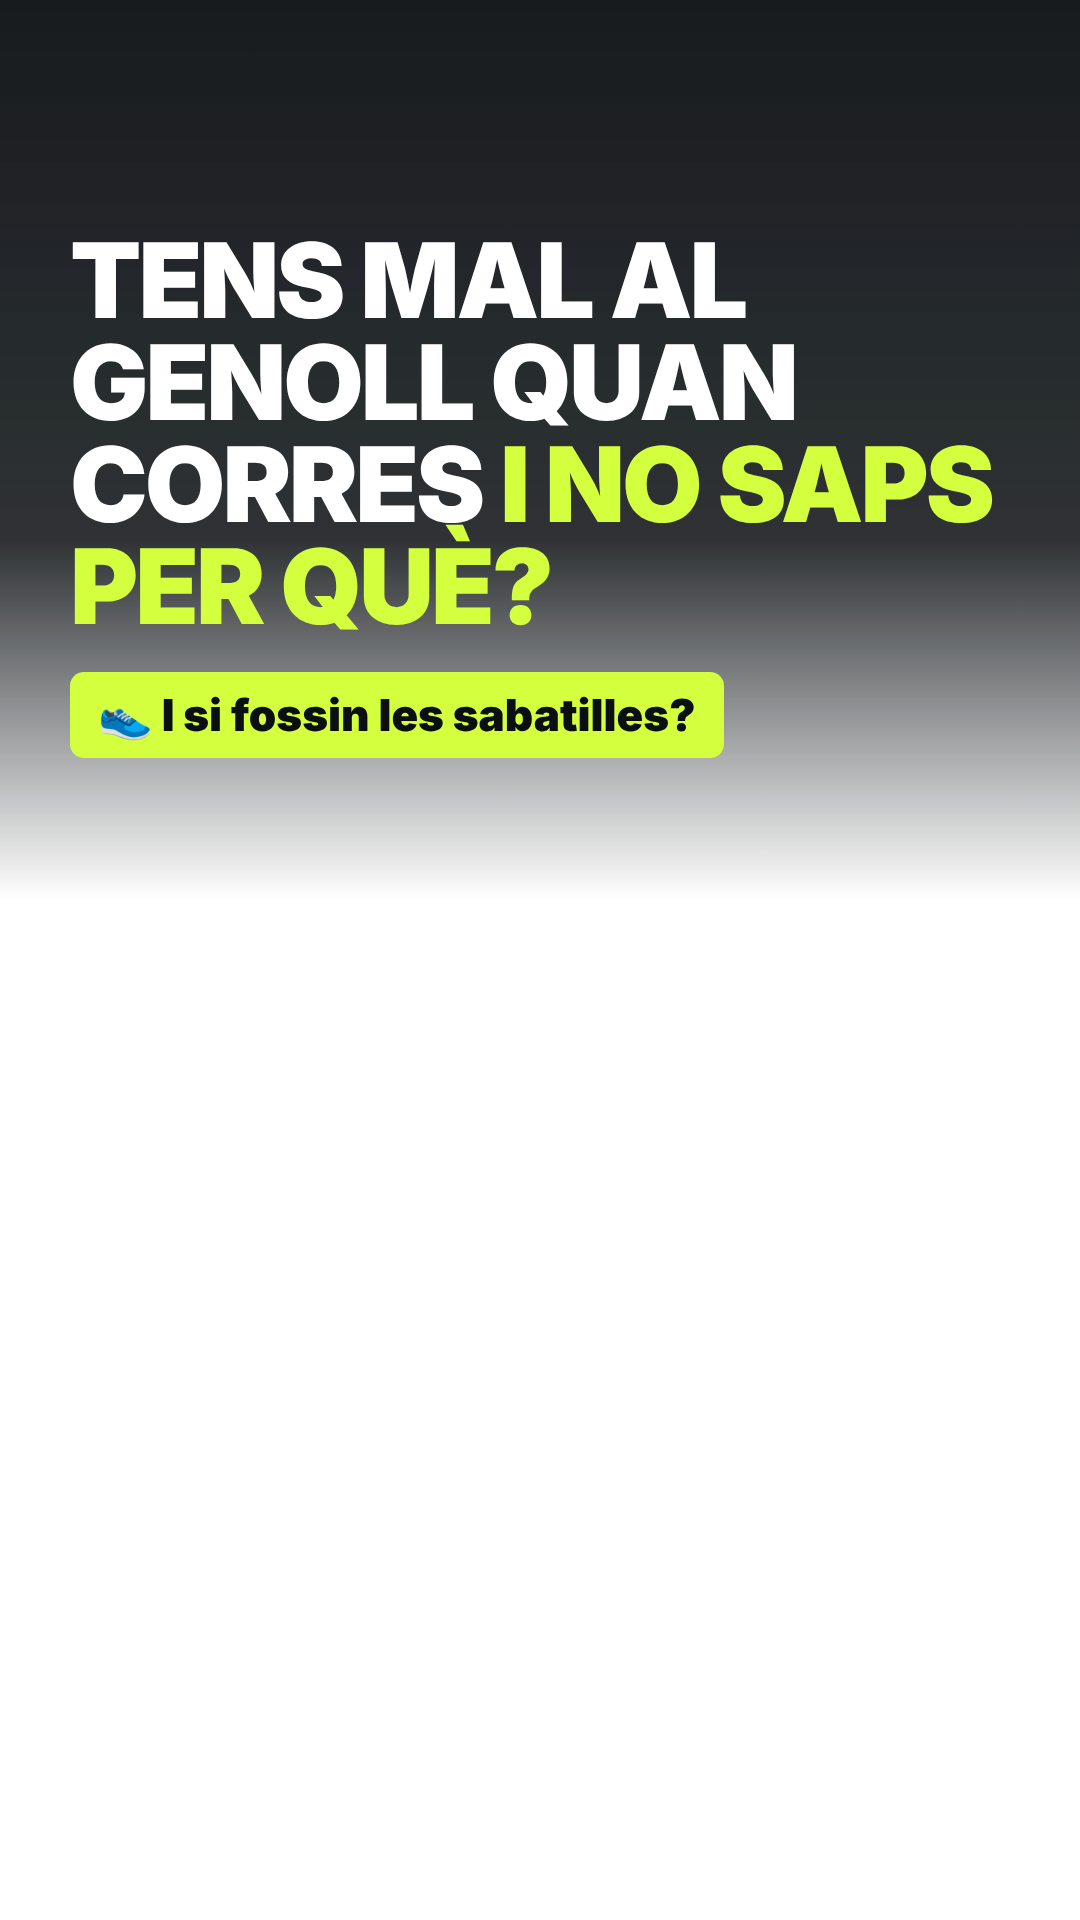 TENS MAL AL
GENOLL QUAN
CORRES I NO SAPS
PER QUÈ?
👟 I si fossin les sabatilles?